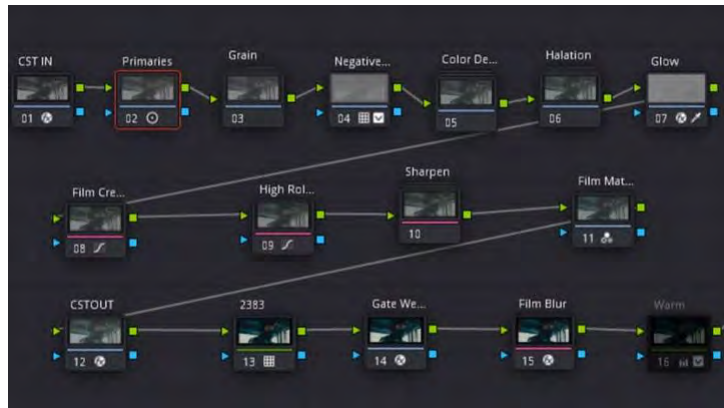 CST IN
Primaries
Grain
Negative...
Color De...
Halation
Glow
01
02
03
04
05
06
07
Film Cre...
High Rol...
Sharpen
Film Mat...
08
09
10
11
CSTOUT
2383
Gate We...
Film Blur
Warm
12
13
14
15
16